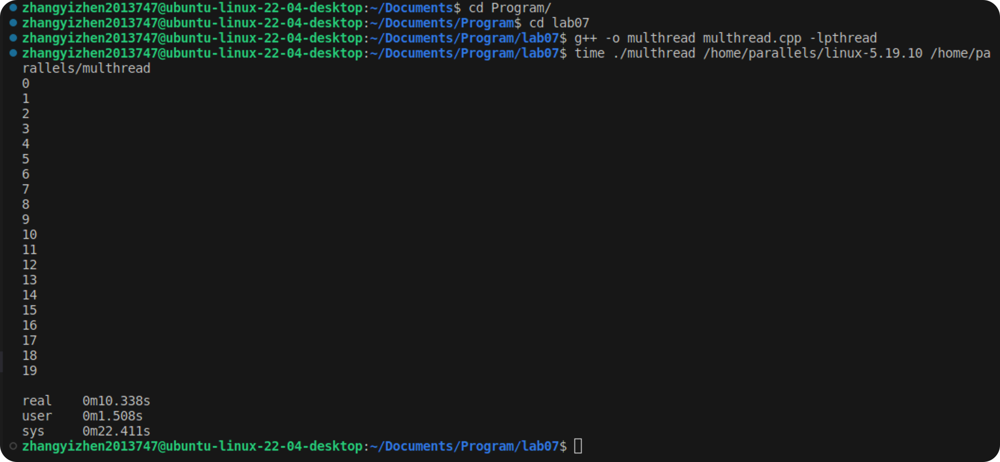 zhangyizhen2013747@ubuntu-linux-22-04-desktop:~/Documents$ cd Program/
zhangyizhen2013747@ubuntu-linux-22-04-desktop:~/Documents/Program$ cd lab07
zhangyizhen2013747@ubuntu-linux-22-04-desktop:~/Documents/Program/lab07$ g++ -o multhread multhread.cpp -lpthread
zhangyizhen2013747@ubuntu-linux-22-04-desktop:~/Documents/Program/lab07$ time ./multhread /home/parallels/linux-5.19.10 /home/pa
rallels/multhread
0
1
2
3
4
5
6
7
8
9
10
11
12
13
14
15
16
17
18
19
real    0m10.338s
user    0m1.508s
sys     0m22.411s
zhangyizhen2013747@ubuntu-linux-22-04-desktop:~/Documents/Program/lab07$